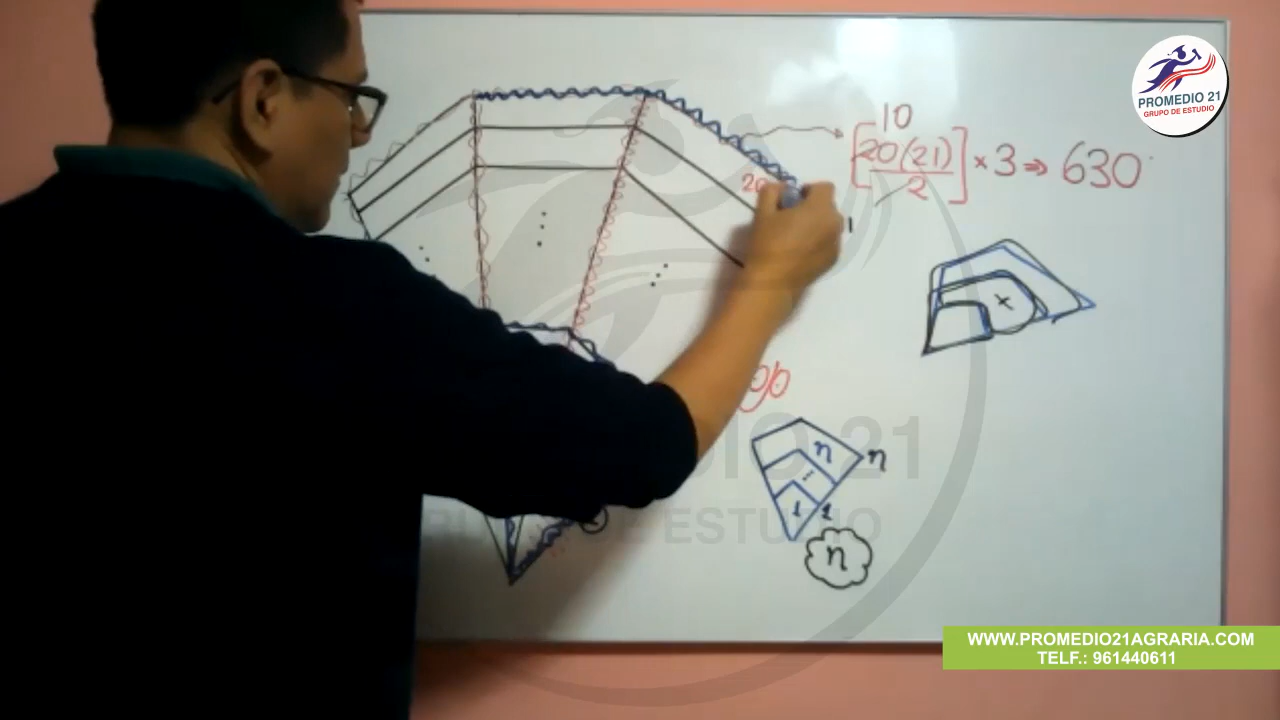 PROMEDIO 21
GRUPO DE ESTUDIO
10
[20(21)/2] × 3 ⇒ 630
20
1
η η
1 1
η
WWW.PROMEDIO21AGRARIA.COM
TELF.: 961440611